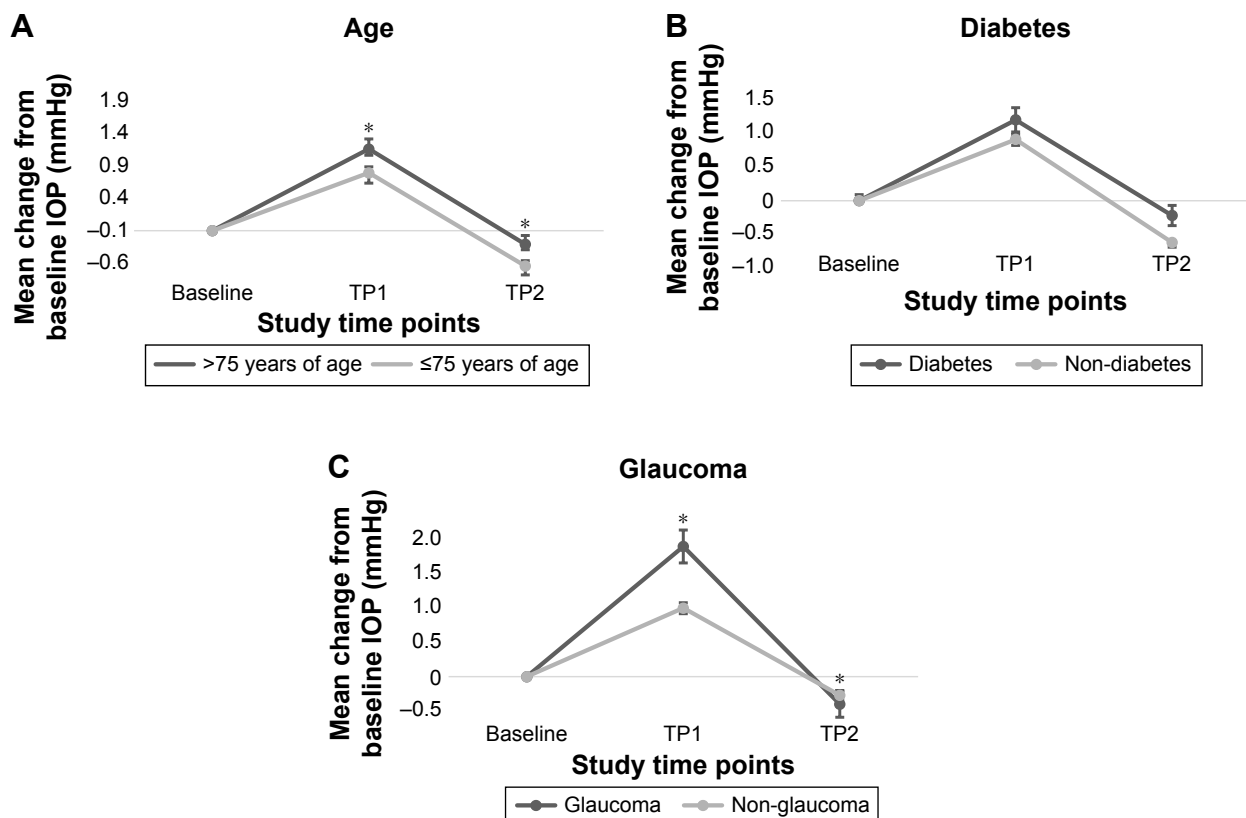 A
Age
Mean change from
baseline IOP (mmHg)
1.9
1.4
0.9
0.4
–0.1
–0.6
*
*
Baseline
TP1
TP2
Study time points
>75 years of age
≤75 years of age
B
Diabetes
Mean change from
baseline IOP (mmHg)
1.5
1.0
0.5
0
–0.5
–1.0
Baseline
TP1
TP2
Study time points
Diabetes
Non-diabetes
C
Glaucoma
Mean change from
baseline IOP (mmHg)
2.0
1.5
1.0
0.5
0
–0.5
*
*
Baseline
TP1
TP2
Study time points
Glaucoma
Non-glaucoma